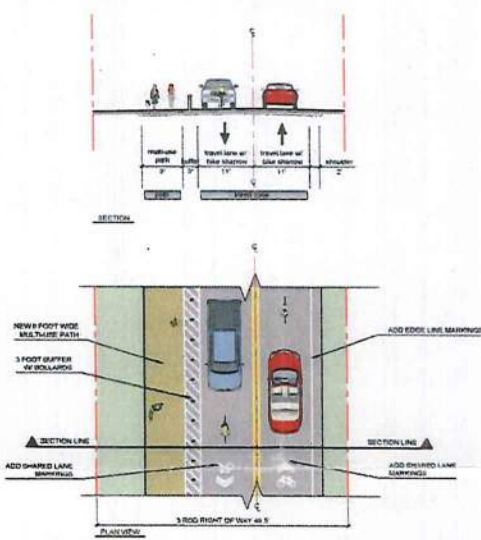 multi-use
path
8'
buffer
3'
travel lane w/
bike sharrow
11'
travel lane w/
bike sharrow
11'
shoulder
2'
SECTION
NEW 8 FOOT WIDE
MULTI-USE PATH
3 FOOT BUFFER
W/ BOLLARDS
ADD EDGE LINE MARKINGS
SECTION LINE
SECTION LINE
ADD SHARED LANE
MARKINGS
ADD SHARED LANE
MARKINGS
3 ROD RIGHT OF WAY 49.5'
PLAN VIEW